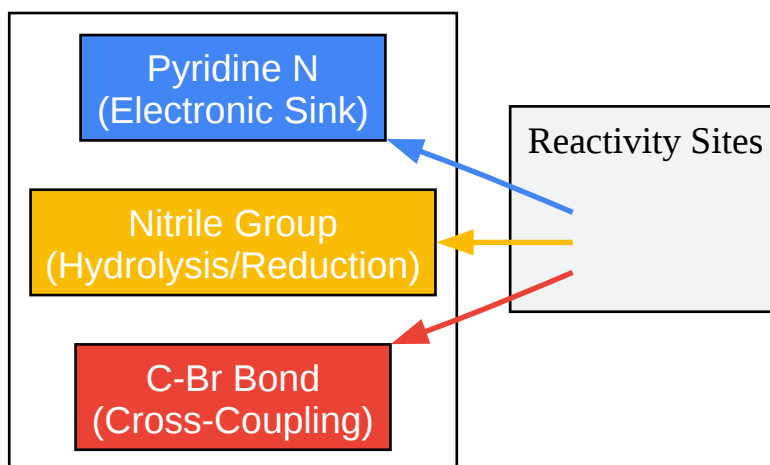 Pyridine N
(Electronic Sink)
Reactivity Sites
Nitrile Group
(Hydrolysis/Reduction)
C-Br Bond
(Cross-Coupling)